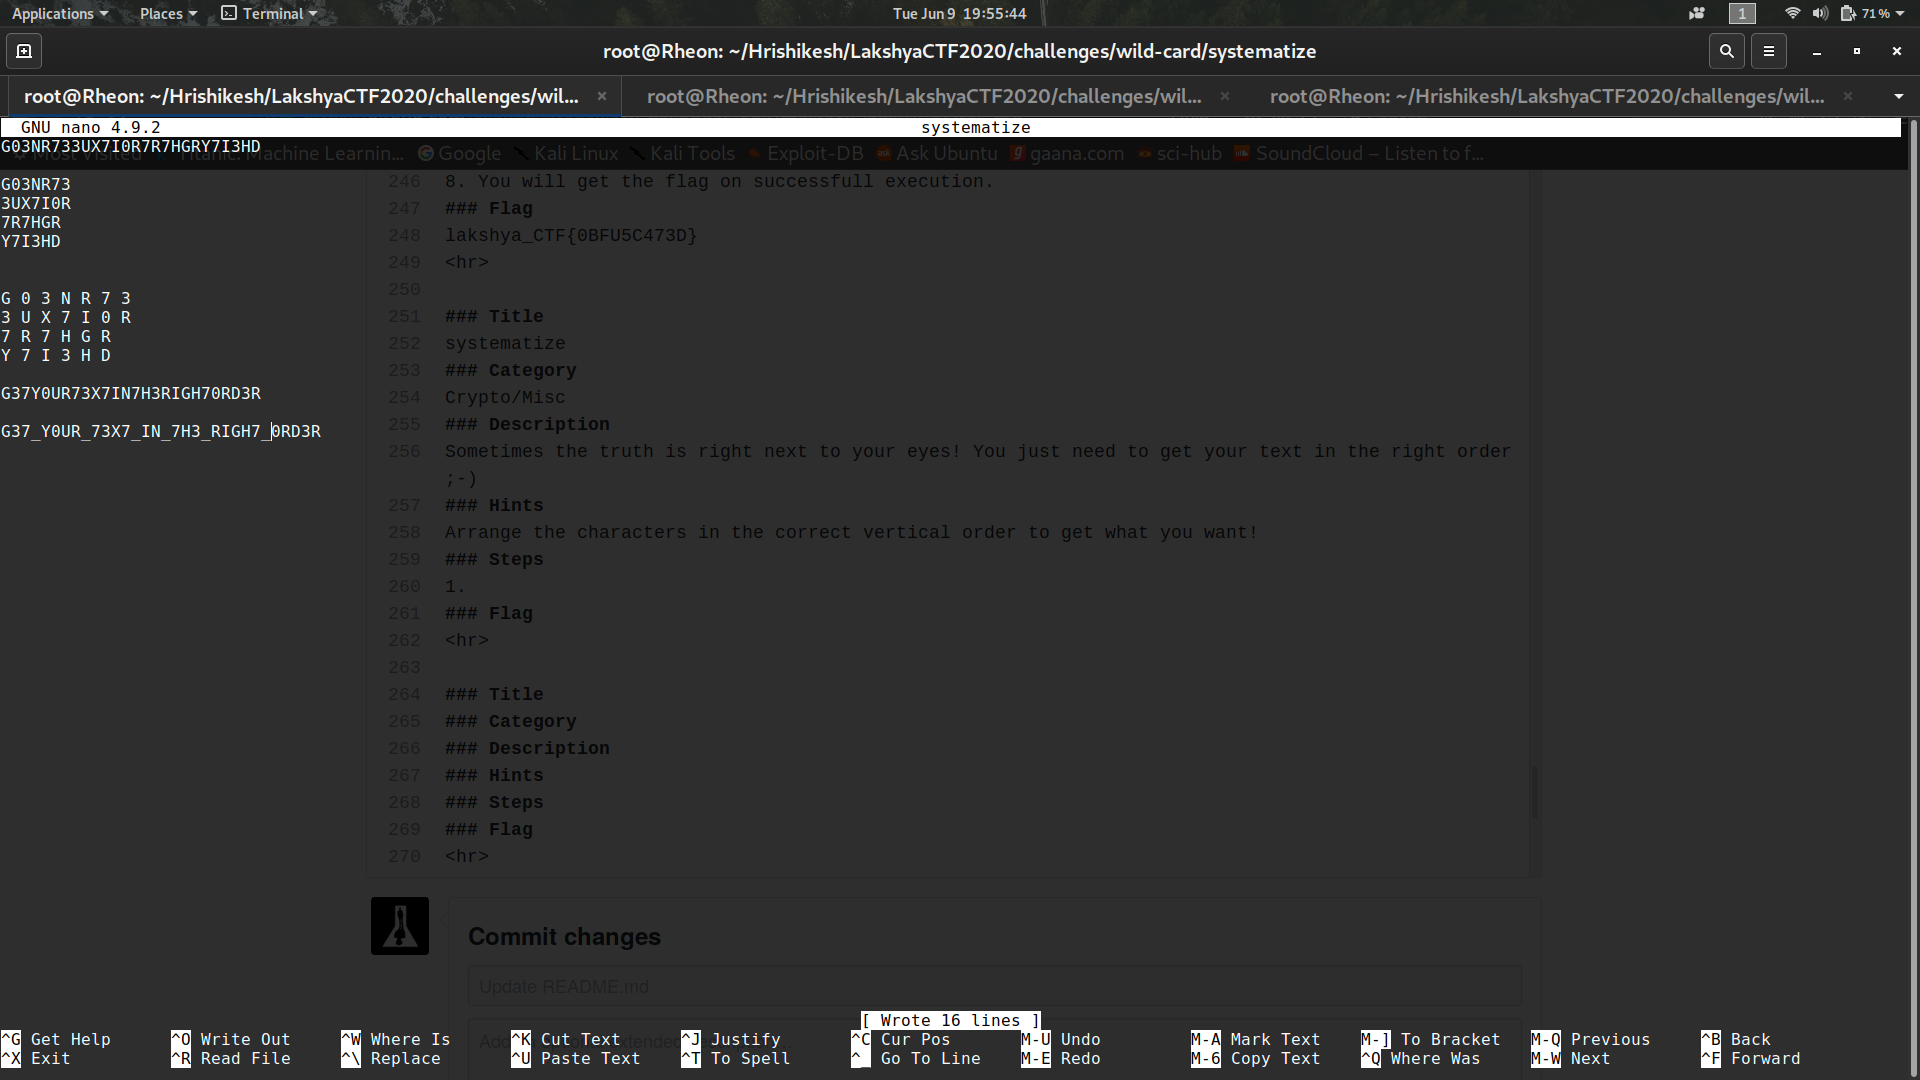 Applications Places Terminal Tue Jun 9 19:55:44 1 71 %
root@Rheon: ~/Hrishikesh/LakshyaCTF2020/challenges/wild-card/systematize
root@Rheon: ~/Hrishikesh/LakshyaCTF2020/challenges/wil... × root@Rheon: ~/Hrishikesh/LakshyaCTF2020/challenges/wil... × root@Rheon: ~/Hrishikesh/LakshyaCTF2020/challenges/wil... ×
GNU nano 4.9.2 systematize
G03NR733UX7I0R7R7HGRY7I3HD
Most Visited Titanic: Machine Learnin... Google Kali Linux Kali Tools Exploit-DB Ask Ubuntu gaana.com sci-hub SoundCloud – Listen to f...
G03NR73
3UX7I0R
7R7HGR
Y7I3HD
G 0 3 N R 7 3
3 U X 7 I 0 R
7 R 7 H G R
Y 7 I 3 H D
G37Y0UR73X7IN7H3RIGH70RD3R
G37_Y0UR_73X7_IN_7H3_RIGH7_0RD3R
246 8. You will get the flag on successfull execution.
247 ### Flag
248 lakshya_CTF{0BFU5C473D}
249 <hr>
250
251 ### Title
252 systematize
253 ### Category
254 Crypto/Misc
255 ### Description
256 Sometimes the truth is right next to your eyes! You just need to get your text in the right order
;-)
257 ### Hints
258 Arrange the characters in the correct vertical order to get what you want!
259 ### Steps
260 1.
261 ### Flag
262 <hr>
263
264 ### Title
265 ### Category
266 ### Description
267 ### Hints
268 ### Steps
269 ### Flag
270 <hr>
Commit changes
Update README.md
[ Wrote 16 lines ]
^G Get Help ^O Write Out ^W Where Is ^K Cut Text ^J Justify ^C Cur Pos M-U Undo M-A Mark Text M-] To Bracket M-Q Previous ^B Back
^X Exit ^R Read File ^\ Replace ^U Paste Text ^T To Spell ^_ Go To Line M-E Redo M-6 Copy Text ^Q Where Was M-W Next ^F Forward